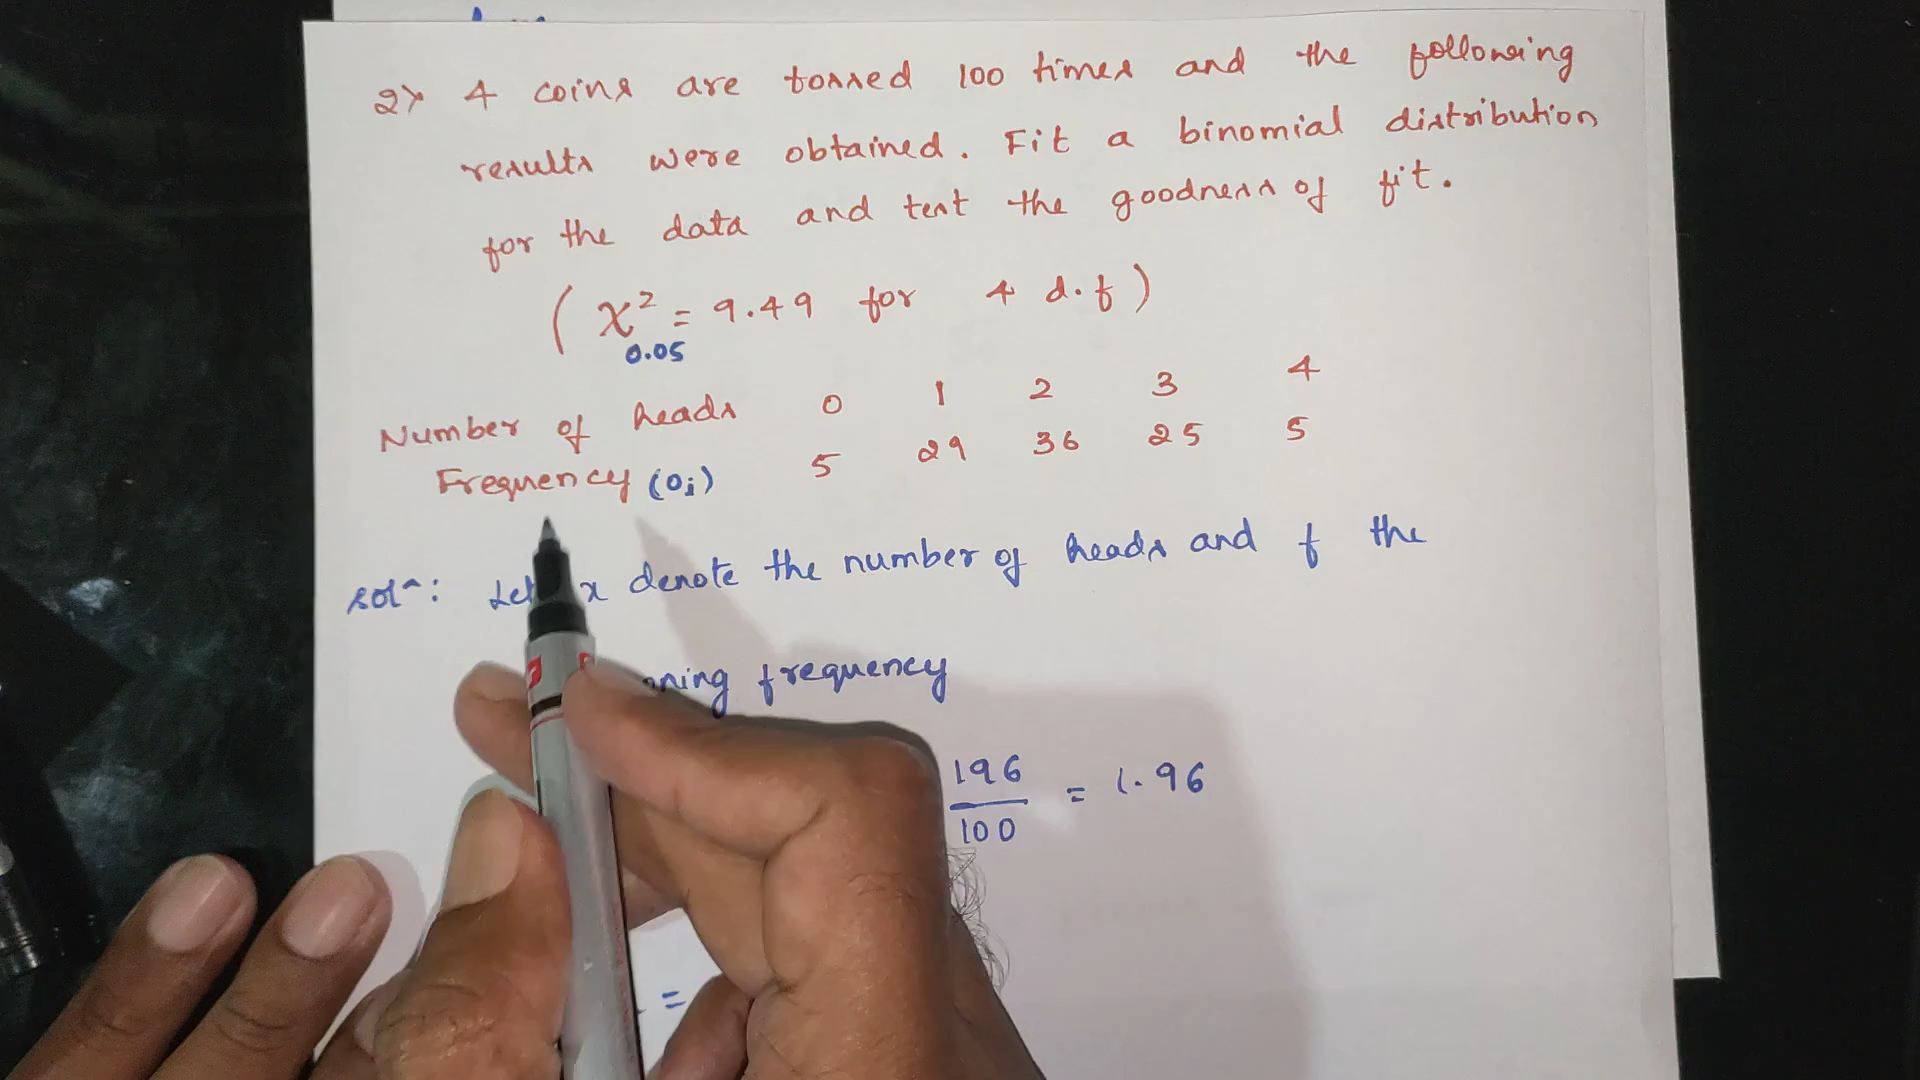 2> 4 coins are tossed 100 times and the following
results were obtained. Fit a binomial distribution
for the data and test the goodness of fit.
( χ² 0.05 = 9.49 for 4 d.f )
Number of heads 0 1 2 3 4
Frequency (Oi) 5 29 36 25 5
solⁿ: Let x denote the number of heads and f the
frequency
196/100 = 1.96
=